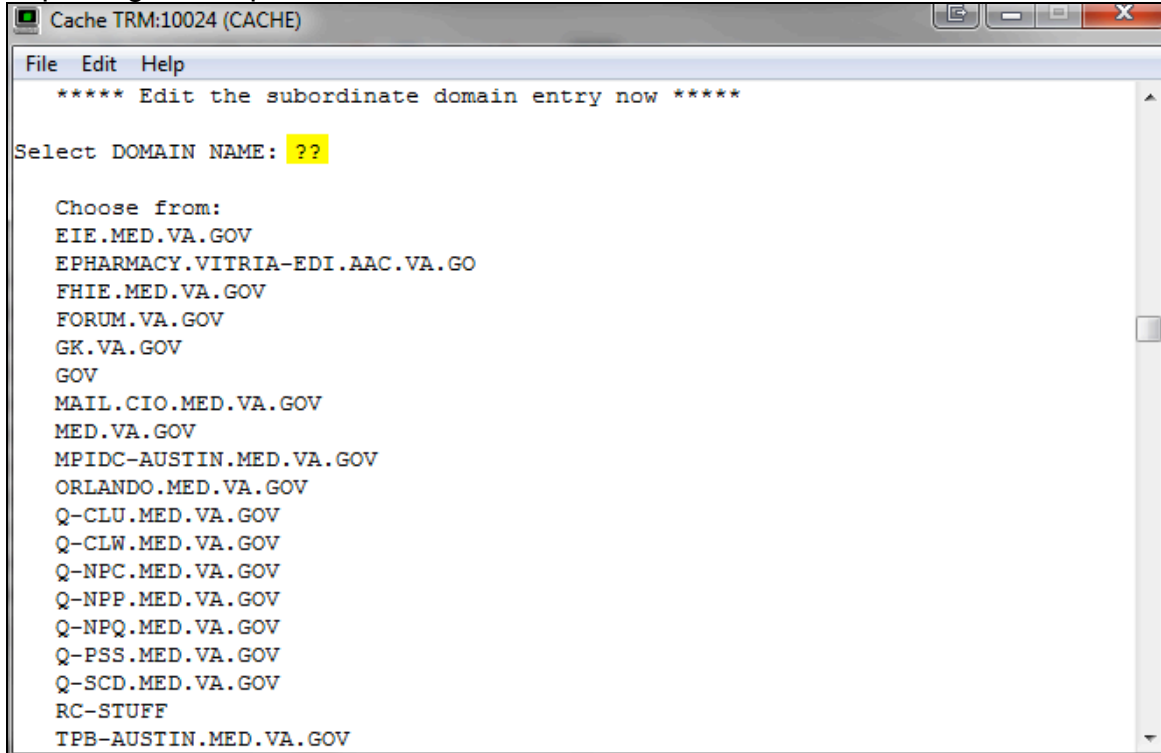 Cache TRM:10024 (CACHE)
File Edit Help
***** Edit the subordinate domain entry now *****
Select DOMAIN NAME: ??
Choose from:
EIE.MED.VA.GOV
EPHARMACY.VITRIA-EDI.AAC.VA.GO
FHIE.MED.VA.GOV
FORUM.VA.GOV
GK.VA.GOV
GOV
MAIL.CIO.MED.VA.GOV
MED.VA.GOV
MPIDC-AUSTIN.MED.VA.GOV
ORLANDO.MED.VA.GOV
Q-CLU.MED.VA.GOV
Q-CLW.MED.VA.GOV
Q-NPC.MED.VA.GOV
Q-NPP.MED.VA.GOV
Q-NPQ.MED.VA.GOV
Q-PSS.MED.VA.GOV
Q-SCD.MED.VA.GOV
RC-STUFF
TPB-AUSTIN.MED.VA.GOV